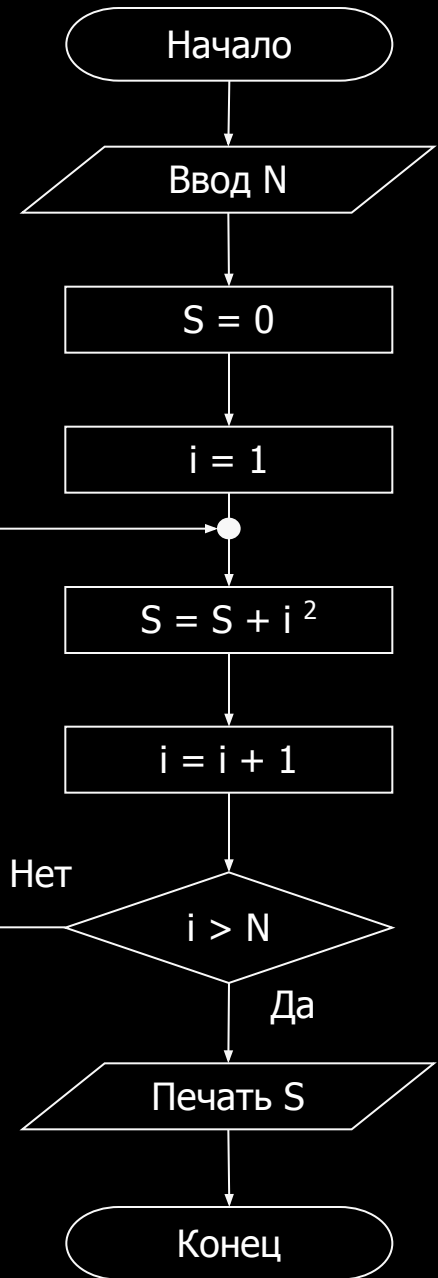 Начало
Ввод N
S = 0
i = 1
S = S + i ²
i = i + 1
Нет
i > N
Да
Печать S
Конец